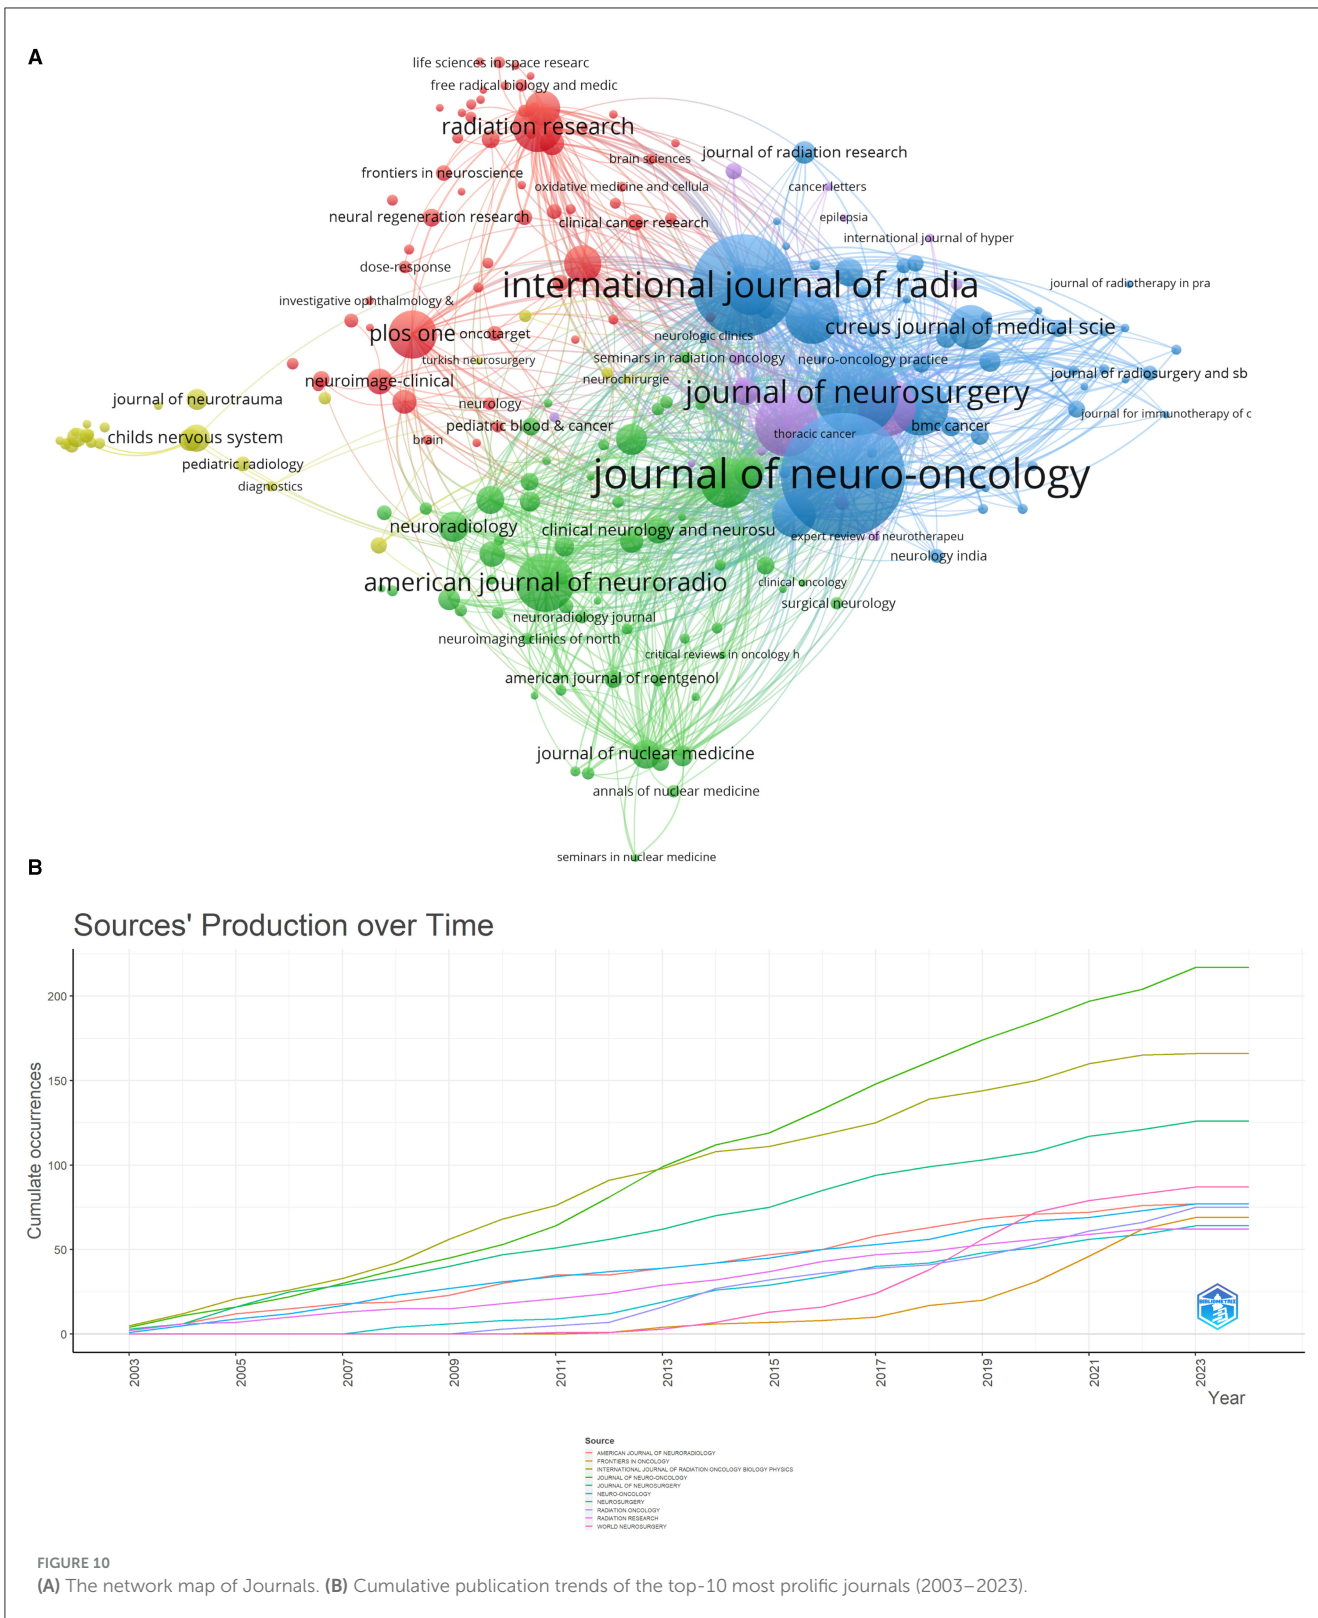 A
life sciences in space researc
free radical biology and medic
radiation research
brain sciences
journal of radiation research
frontiers in neuroscience
oxidative medicine and cellula
cancer letters
neural regeneration research
clinical cancer research
epilepsia
international journal of hyper
dose-response
international journal of radia
journal of radiotherapy in pra
investigative ophthalmology &
plos one
oncotarget
neurologic clinics
cureus journal of medical scie
turkish neurosurgery
seminars in radiation oncology
neuro-oncology practice
neuroimage-clinical
neurochirurgie
journal of radiosurgery and sb
journal of neurotrauma
neurology
journal of neurosurgery
journal for immunotherapy of c
childs nervous system
brain
pediatric blood & cancer
thoracic cancer
bmc cancer
pediatric radiology
journal of neuro-oncology
diagnostics
neuroradiology
clinical neurology and neurosu
expert review of neurotherapeu
neurology india
american journal of neuroradio
clinical oncology
surgical neurology
neuroradiology journal
neuroimaging clinics of north
critical reviews in oncology h
american journal of roentgenol
journal of nuclear medicine
annals of nuclear medicine
seminars in nuclear medicine
B
Sources' Production over Time
Cumulate occurrences
200
150
100
50
0
2003
2005
2007
2009
2011
2013
2015
2017
2019
2021
2023
Year
BIBLIOMETRIX
Source
AMERICAN JOURNAL OF NEURORADIOLOGY
FRONTIERS IN ONCOLOGY
INTERNATIONAL JOURNAL OF RADIATION ONCOLOGY BIOLOGY PHYSICS
JOURNAL OF NEURO-ONCOLOGY
JOURNAL OF NEUROSURGERY
NEURO-ONCOLOGY
NEUROSURGERY
RADIATION ONCOLOGY
RADIATION RESEARCH
WORLD NEUROSURGERY
FIGURE 10
(A) The network map of Journals. (B) Cumulative publication trends of the top-10 most prolific journals (2003–2023).